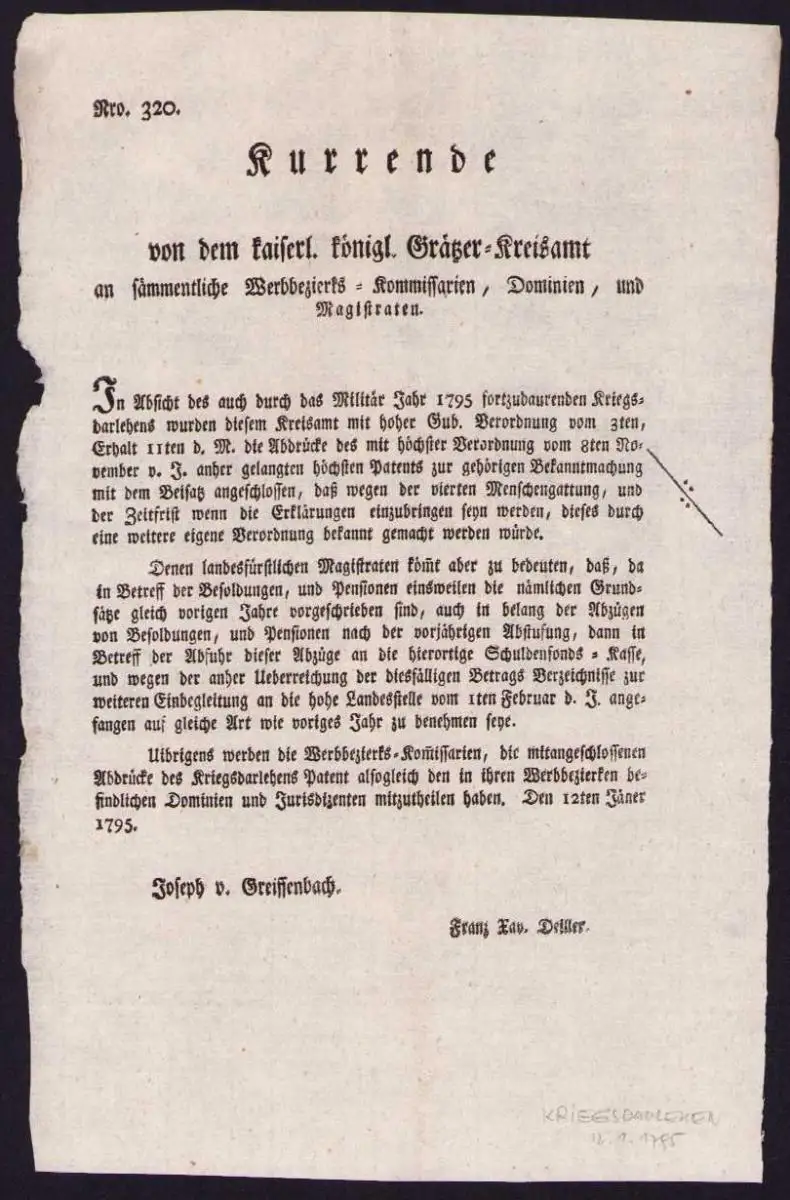 Nro. 320.
Kurrende
von dem kaiserl. königl. Grätzer-Kreisamt
an sämmentliche Werbbezierks-Kommissarien, Dominien, und
Magistraten.
In Absicht des auch durch das Militär Jahr 1795 fortzudaurenden Kriegs-
darlehens wurden diesem Kreisamt mit hoher Gub. Verordnung vom 3ten,
Erhalt 11ten d. M. die Abdrücke des mit höchster Verordnung vom 8ten No-
vember v. J. anher gelangten höchsten Patents zur gehörigen Bekanntmachung
mit dem Beisatz angeschlossen, daß wegen der vierten Menschengattung, und
der Zeitfrist wenn die Erklärungen einzubringen seyn werden, dieses durch
eine weitere eigene Verordnung bekannt gemacht werden würde.
Denen landesfürstlichen Magistraten kömt aber zu bedeuten, daß, da
in Betreff der Besoldungen, und Pensionen einsweilen die nämlichen Grund-
sätze gleich vorigen Jahre vorgeschrieben sind, auch in belang der Abzügen
von Besoldungen, und Pensionen nach der vorjährigen Abstufung, dann in
Betreff der Abfuhr dieser Abzüge an die hierortige Schuldenfonds-Kasse,
und wegen der anher Ueberreichung der diesfälligen Betrags Verzeichnisse zur
weiteren Einbegleitung an die hohe Landesstelle vom 1ten Februar d. J. ange-
fangen auf gleiche Art wie voriges Jahr zu benehmen seye.
Uibrigens werden die Werbbezierks-Kom̄issarien, die mitangeschlossenen
Abdrücke des Kriegsdarlehens Patent alsogleich den in ihren Werbbezierken be-
findlichen Dominien und Jurisdizenten mitzutheilen haben. Den 12ten Jäner
1795.
Joseph v. Greissenbach.
Franz Xav.
KRIEGSDARLEHEN
12. 1. 1795